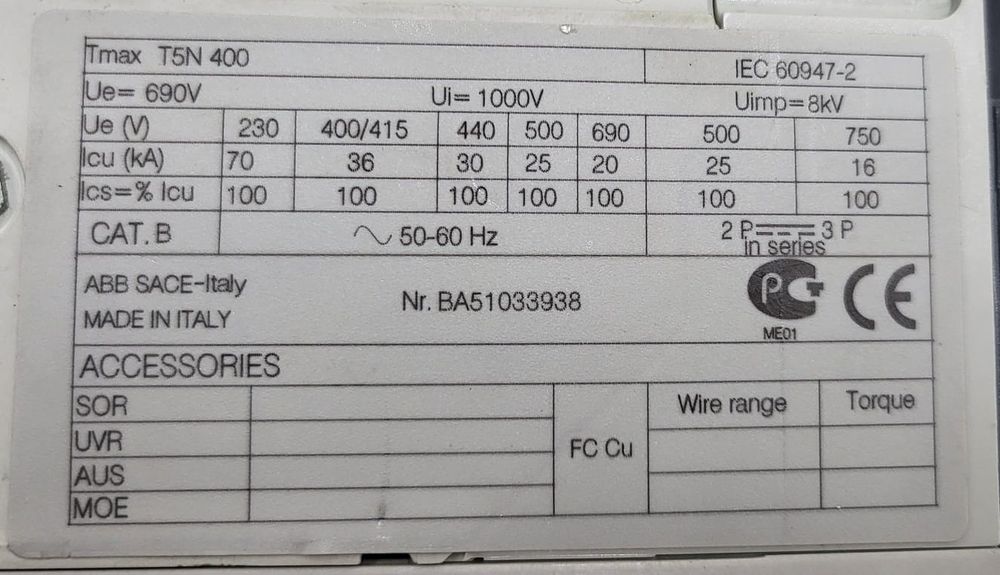 Tmax T5N 400 IEC 60947-2
Ue= 690V Ui= 1000V Uimp=8kV
Ue (V) 230 400/415 440 500 690 500 750
Icu (kA) 70 36 30 25 20 25 16
Ics=% Icu 100 100 100 100 100 100 100
CAT. B 50-60 Hz 2 P 3 P
in series
ABB SACE-Italy
MADE IN ITALY
Nr. BA51033938
PCT
ME01
CE
ACCESSORIES
SOR
UVR
AUS
MOE
FC Cu
Wire range Torque